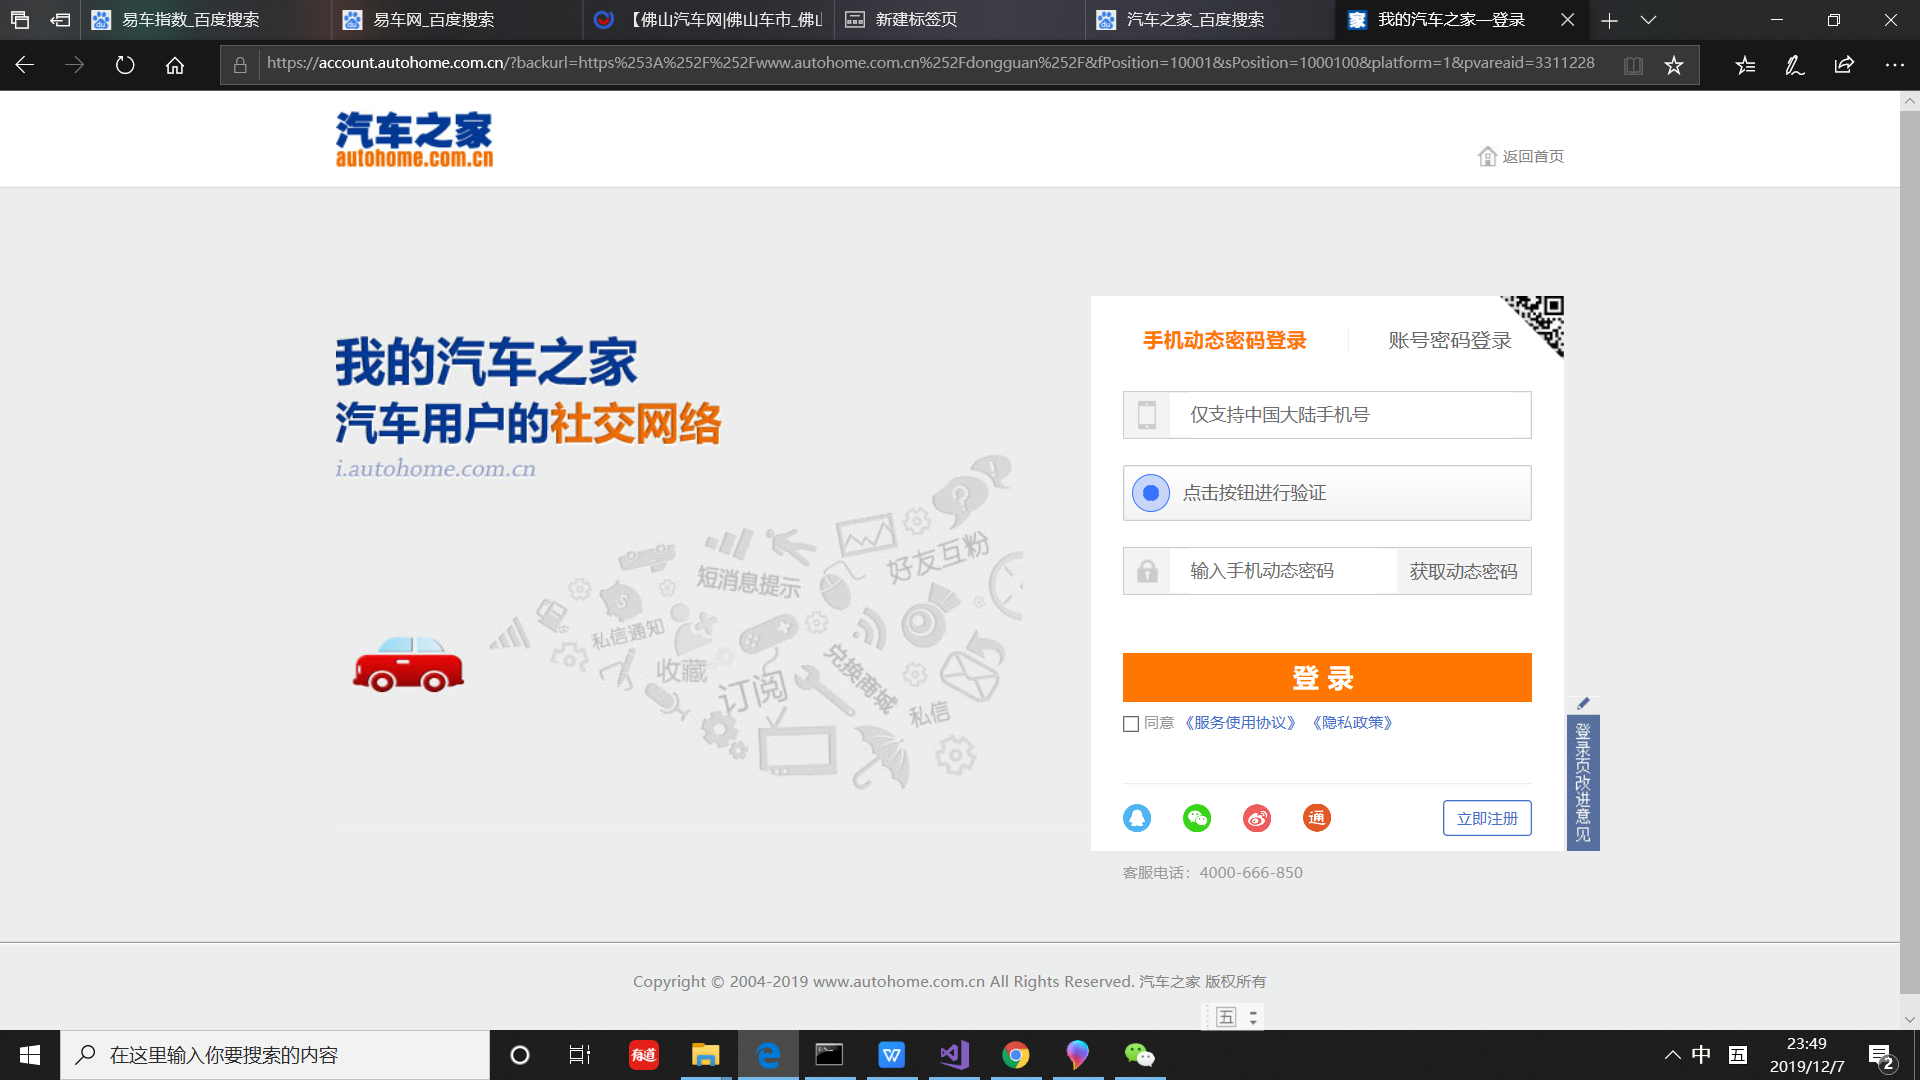 易车指数_百度搜索
易车网_百度搜索
【佛山汽车网|佛山车市_佛山
新建标签页
汽车之家_百度搜索
我的汽车之家—登录
https://account.autohome.com.cn/?backurl=https%253A%252F%252Fwww.autohome.com.cn%252Fdongguan%252F&fPosition=10001&sPosition=1000100&platform=1&pvareaid=3311228
汽车之家
autohome.com.cn
返回首页
我的汽车之家
汽车用户的社交网络
i.autohome.com.cn
好友互粉
短消息提示
私信通知
收藏
订阅
兑换商城
私信
手机动态密码登录
账号密码登录
仅支持中国大陆手机号
点击按钮进行验证
输入手机动态密码
获取动态密码
登录
同意《服务使用协议》《隐私政策》
通
立即注册
登录页改进意见
客服电话：4000-666-850
Copyright © 2004-2019 www.autohome.com.cn All Rights Reserved. 汽车之家 版权所有
五
在这里输入你要搜索的内容
有道
中
五
23:49
2019/12/7
2